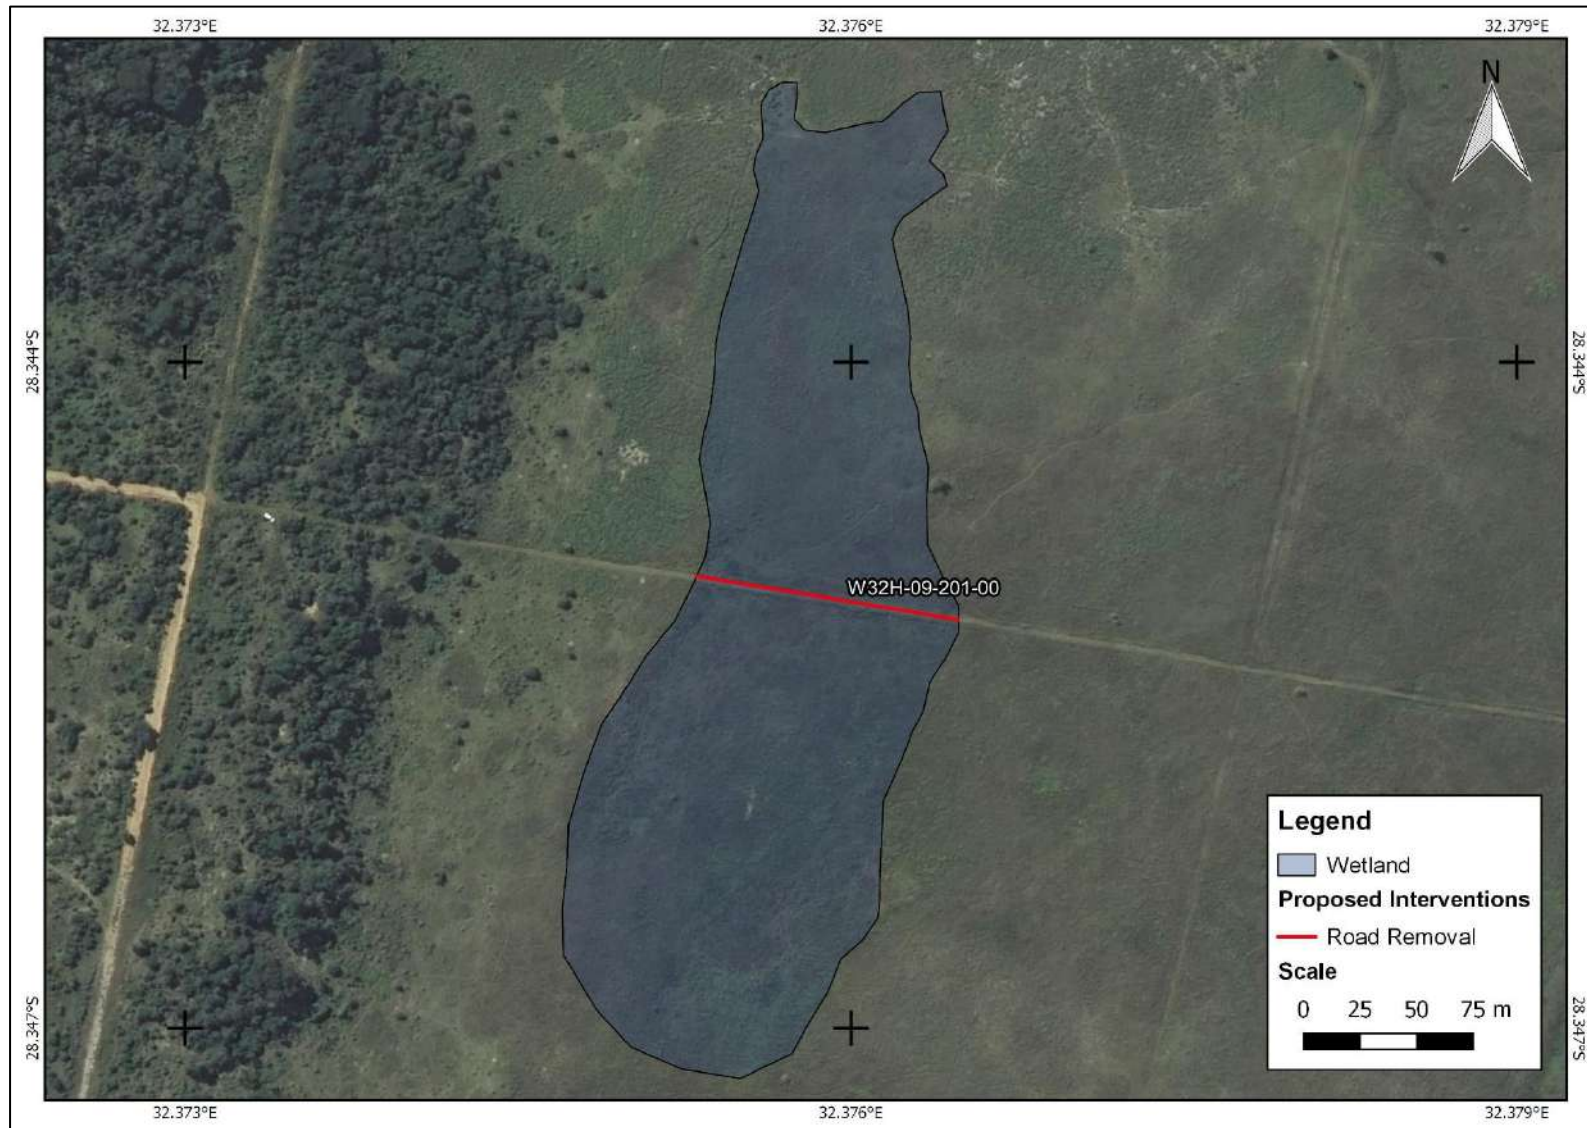 32.373°E 32.376°E 32.379°E
N
28.344°S 28.344°S
W32H-09-201-00
Legend
Wetland
Proposed Interventions
Road Removal
Scale
0 25 50 75 m
28.347°S 28.347°S
32.373°E 32.376°E 32.379°E